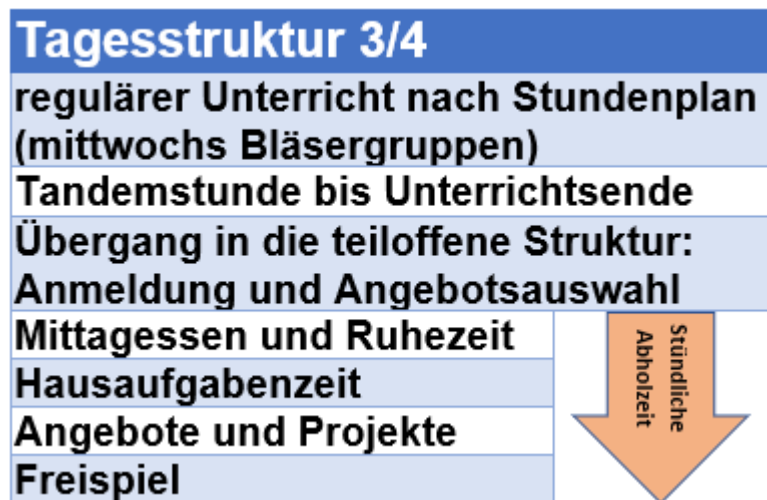 Tagesstruktur 3/4
regulärer Unterricht nach Stundenplan
(mittwochs Bläsergruppen)
Tandemstunde bis Unterrichtsende
Übergang in die teiloffene Struktur:
Anmeldung und Angebotsauswahl
Mittagessen und Ruhezeit
Hausaufgabenzeit
Angebote und Projekte
Freispiel
Stündliche
Abholzeit